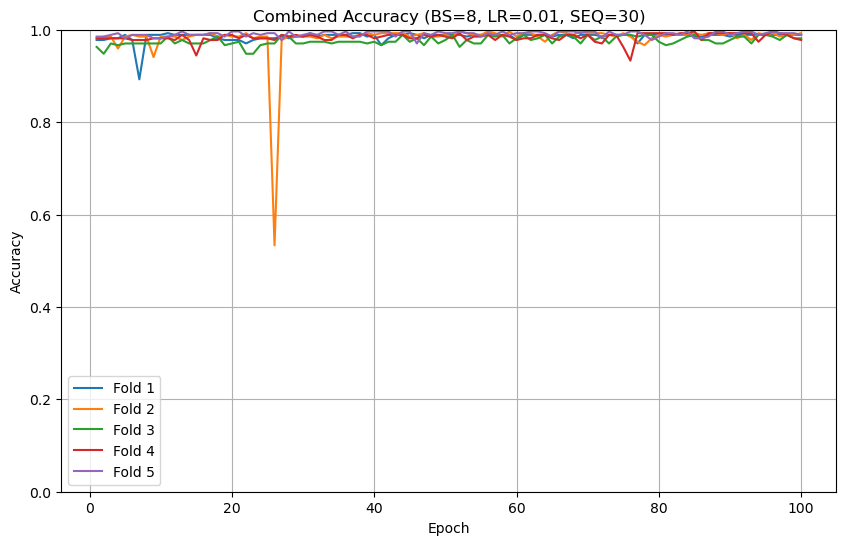 Combined Accuracy (BS=8, LR=0.01, SEQ=30)
1.0
0.8
0.6
0.4
0.2
0.0
Accuracy
Fold 1
Fold 2
Fold 3
Fold 4
Fold 5
0 20 40 60 80 100
Epoch